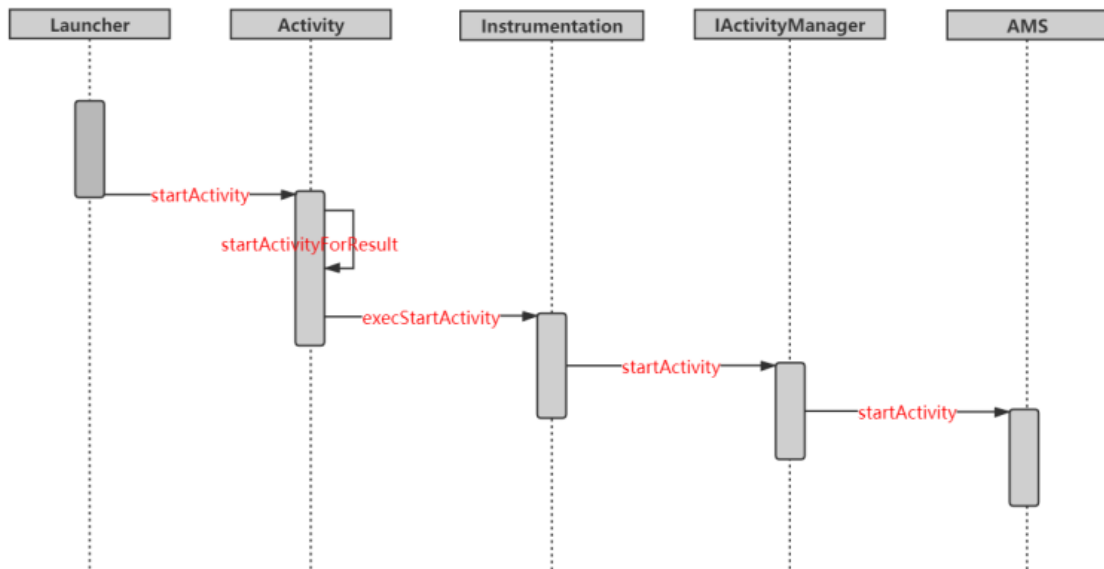 Launcher
Activity
Instrumentation
IActivityManager
AMS
startActivity
startActivityForResult
execStartActivity
startActivity
startActivity